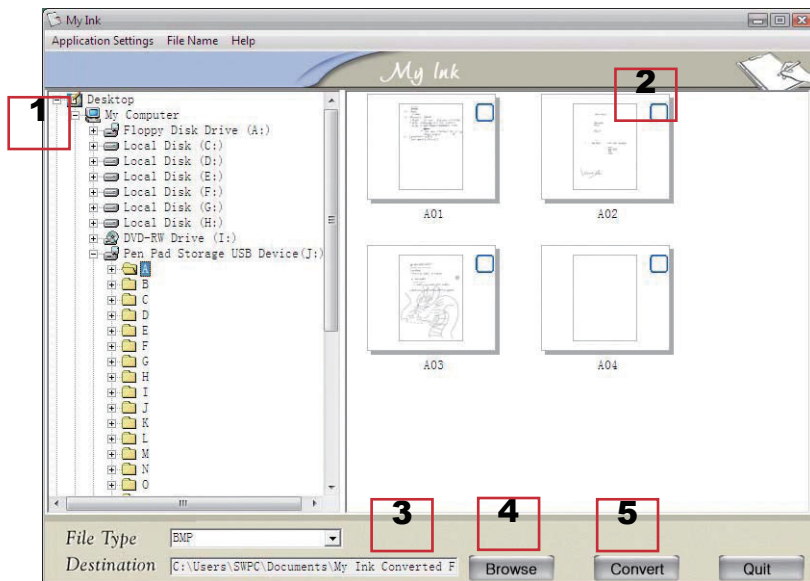 My Ink
Application Settings File Name Help
My Ink
1
2
Desktop
My Computer
Floppy Disk Drive (A:)
Local Disk (C:)
Local Disk (D:)
Local Disk (E:)
Local Disk (F:)
Local Disk (G:)
Local Disk (H:)
DVD-RW Drive (I:)
Pen Pad Storage USB Device(J:)
A
B
C
D
E
F
G
H
I
J
K
L
M
N
O
A01
A02
A03
A04
3
4
5
File Type BMP
Destination C:\Users\SWPC\Documents\My Ink Converted F
Browse
Convert
Quit